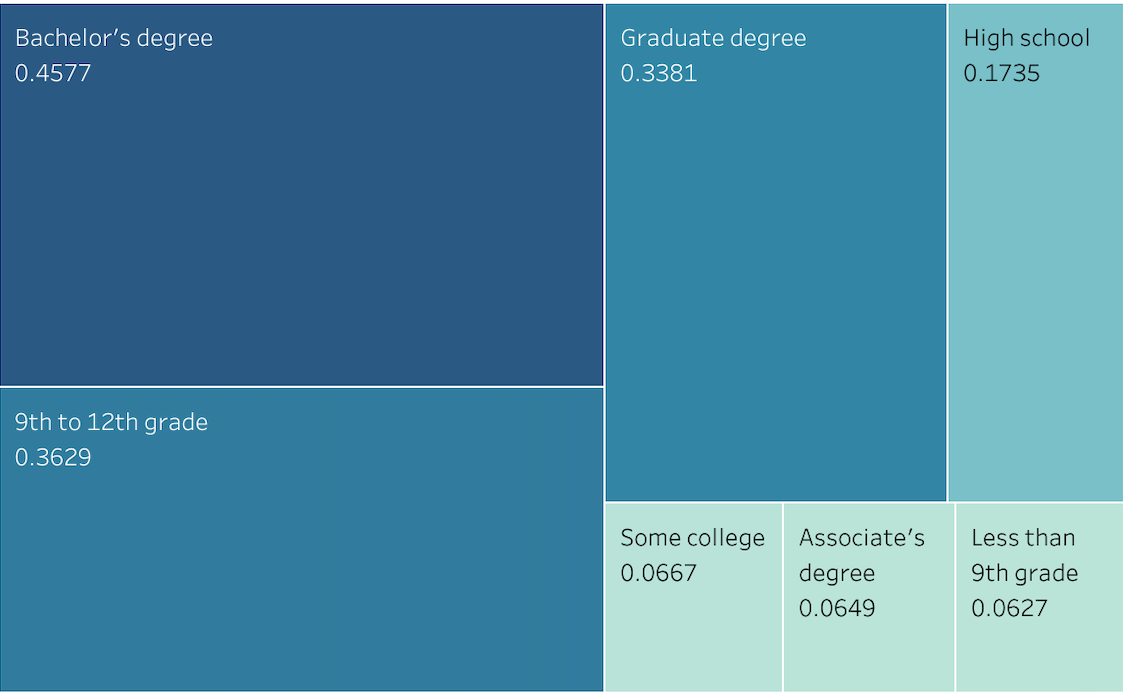 Bachelor's degree
0.4577
Graduate degree
0.3381
High school
0.1735
9th to 12th grade
0.3629
Some college
0.0667
Associate's
degree
0.0649
Less than
9th grade
0.0627